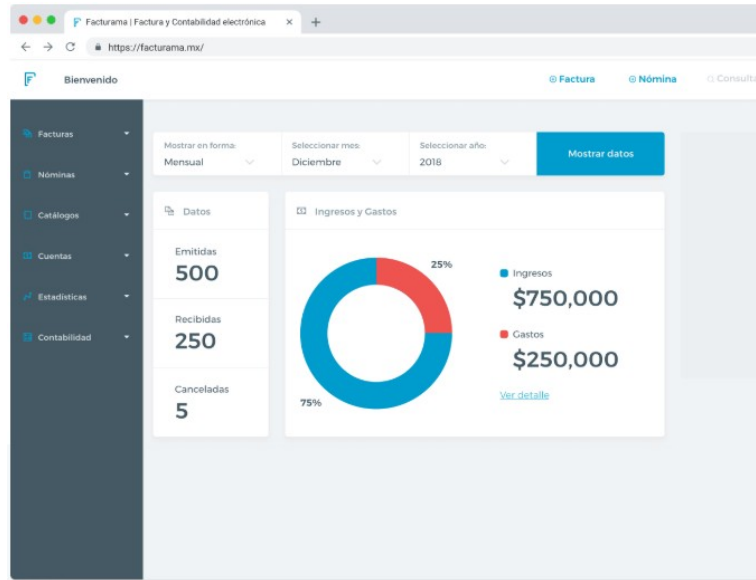 Facturama | Factura y Contabilidad electrónica
https://facturama.mx/
Bienvenido
Factura
Nómina
Consulta
Facturas
Nóminas
Catálogos
Cuentas
Estadísticas
Contabilidad
Mostrar en forma:
Mensual
Seleccionar mes:
Diciembre
Seleccionar año:
2018
Mostrar datos
Datos
Emitidas
500
Recibidas
250
Canceladas
5
Ingresos y Gastos
25%
75%
Ingresos
$750,000
Gastos
$250,000
Ver detalle